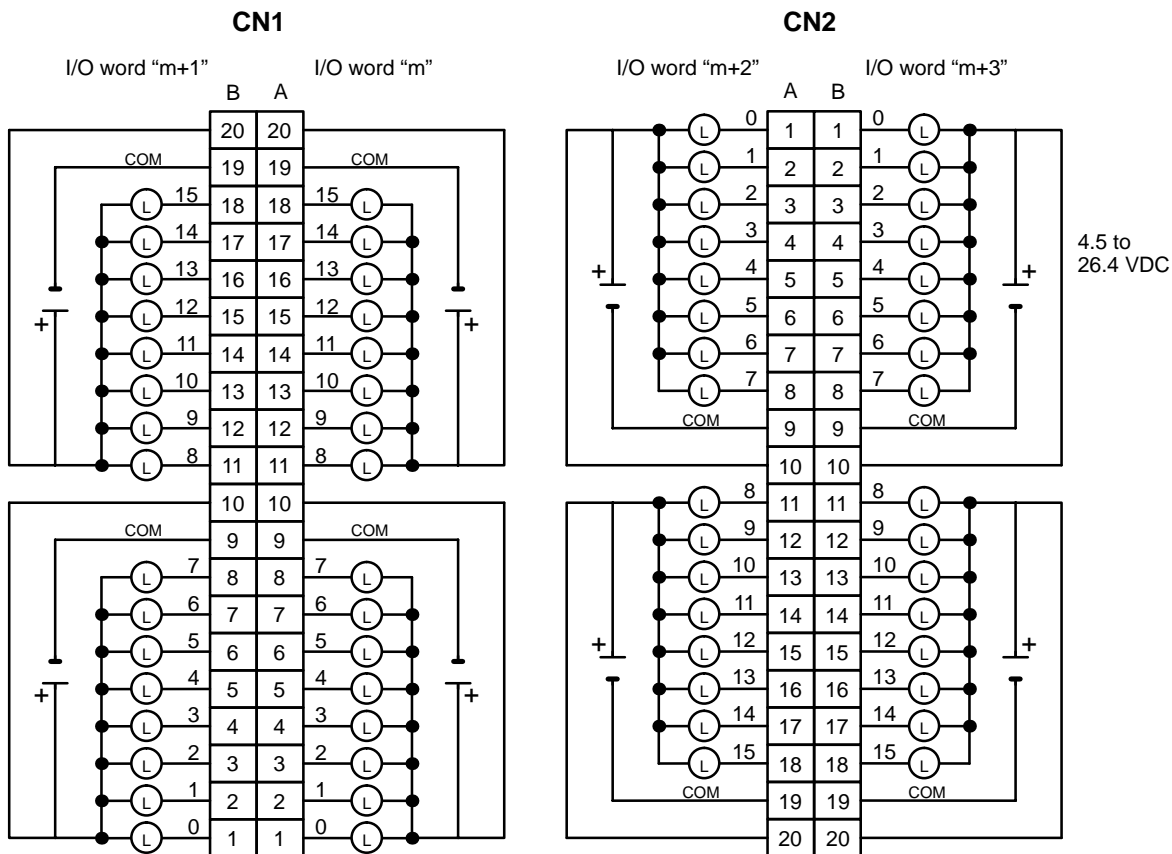 CN1
I/O word “m+1” I/O word “m”
B A
20 20
COM 19 19 COM
L 15 18 18 15 L
L 14 17 17 14 L
L 13 16 16 13 L
+ L 12 15 15 12 L +
L 11 14 14 11 L
L 10 13 13 10 L
L 9 12 12 9 L
L 8 11 11 8 L
10 10
COM 9 9 COM
L 7 8 8 7 L
L 6 7 7 6 L
L 5 6 6 5 L
+ L 4 5 5 4 L +
L 3 4 4 3 L
L 2 3 3 2 L
L 1 2 2 1 L
L 0 1 1 0 L
CN2
I/O word “m+2” I/O word “m+3”
A B
L 0 1 1 0 L
L 1 2 2 1 L
L 2 3 3 2 L
L 3 4 4 3 L
+ L 4 5 5 4 L +
L 5 6 6 5 L
L 6 7 7 6 L
L 7 8 8 7 L
COM 9 9 COM
10 10
L 8 11 11 8 L
L 9 12 12 9 L
L 10 13 13 10 L
L 11 14 14 11 L
+ L 12 15 15 12 L +
L 13 16 16 13 L
L 14 17 17 14 L
L 15 18 18 15 L
COM 19 19 COM
20 20
4.5 to
26.4 VDC